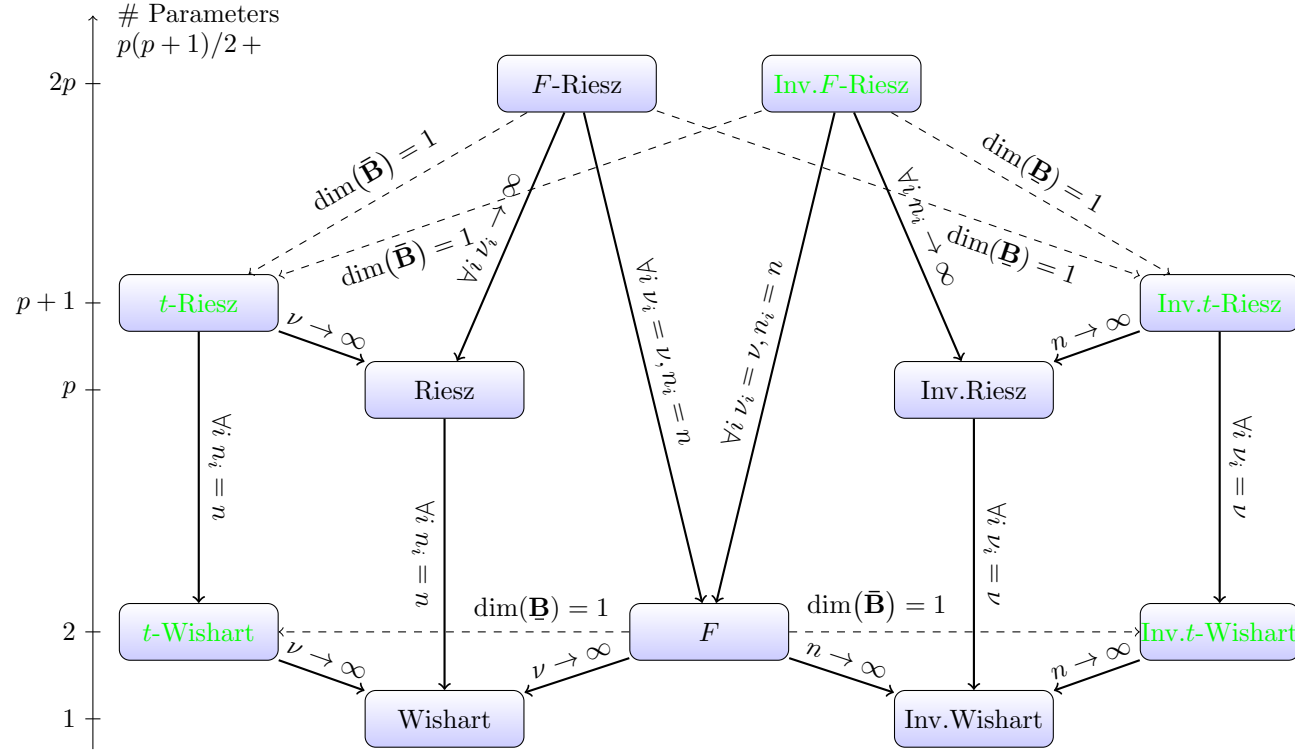 # Parameters
p(p + 1)/2 +
2p
F-Riesz
Inv.F-Riesz
dim(B̄) = 1
dim(B̲) = 1
∀i νᵢ → ∞
∀i nᵢ → ∞
dim(B̄) = 1
dim(B̲) = 1
p + 1
t-Riesz
Inv.t-Riesz
ν → ∞
n → ∞
∀i νᵢ = ν, nᵢ = n
∀i νᵢ = ν, nᵢ = n
p
Riesz
Inv.Riesz
∀i nᵢ = n
∀i νᵢ = ν
∀i nᵢ = n
∀i νᵢ = ν
dim(B̲) = 1
dim(B̄) = 1
2
t-Wishart
F
Inv.t-Wishart
ν → ∞
ν → ∞
n → ∞
n → ∞
1
Wishart
Inv.Wishart